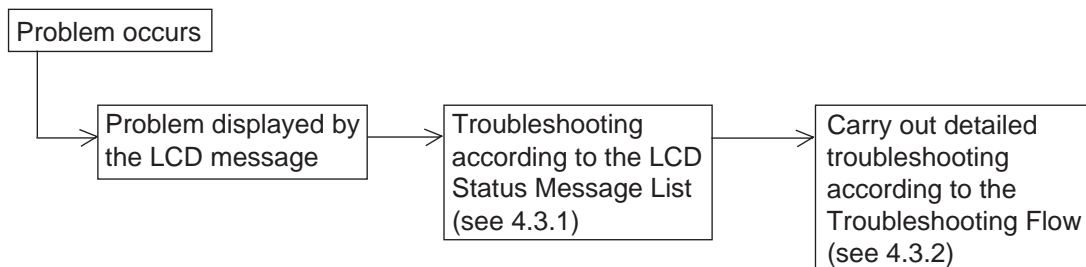 Problem occurs
Problem displayed by
the LCD message
Troubleshooting
according to the LCD
Status Message List
(see 4.3.1)
Carry out detailed
troubleshooting
according to the
Troubleshooting Flow
(see 4.3.2)